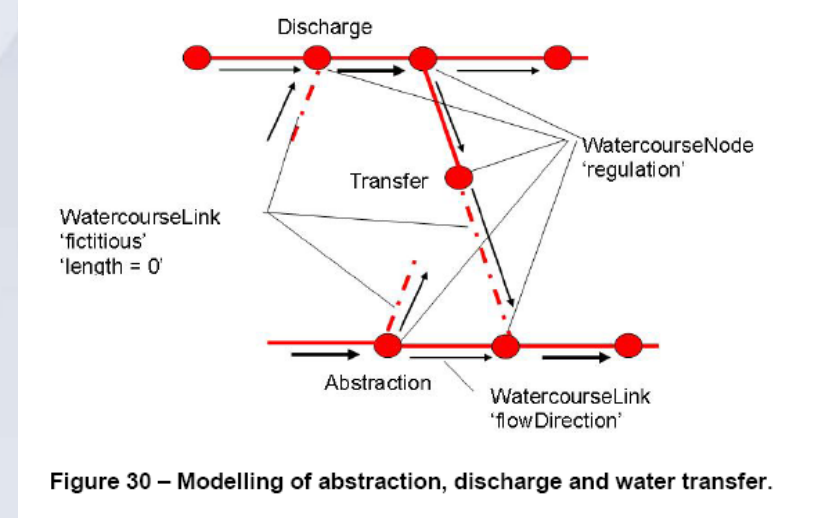 Discharge
WatercourseNode
'regulation'
Transfer
WatercourseLink
'fictitious'
'length = 0'
Abstraction
WatercourseLink
'flowDirection'
Figure 30 – Modelling of abstraction, discharge and water transfer.